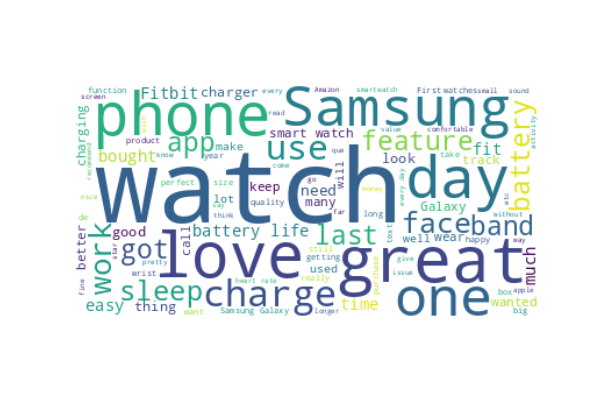 function
every
Amazon
smartwatch
First
watches
small
sound
screen
Fitbit
charger
phone
Samsung
charging
read
value
comfortable
activity
product
smart watch
recommend
app
make
use
feature
fit
battery
wish
bought
know
year
come
que
will
look
take
track
watch
day
nice
perfect
size
keep
go
money
every day
etc
de
lot
think
quality
need
many
far
long
Galaxy
without
good
say
text
face
band
better
work
star
got
call
battery life
last
well
wear
happy
way
love
great
much
pretty
still
getting
give
wrist
really
used
issue
purchase
fine
sleep
heart rate
charge
time
one
box
apple
wanted
easy
thing
want
Samsung Galaxy
longer
big